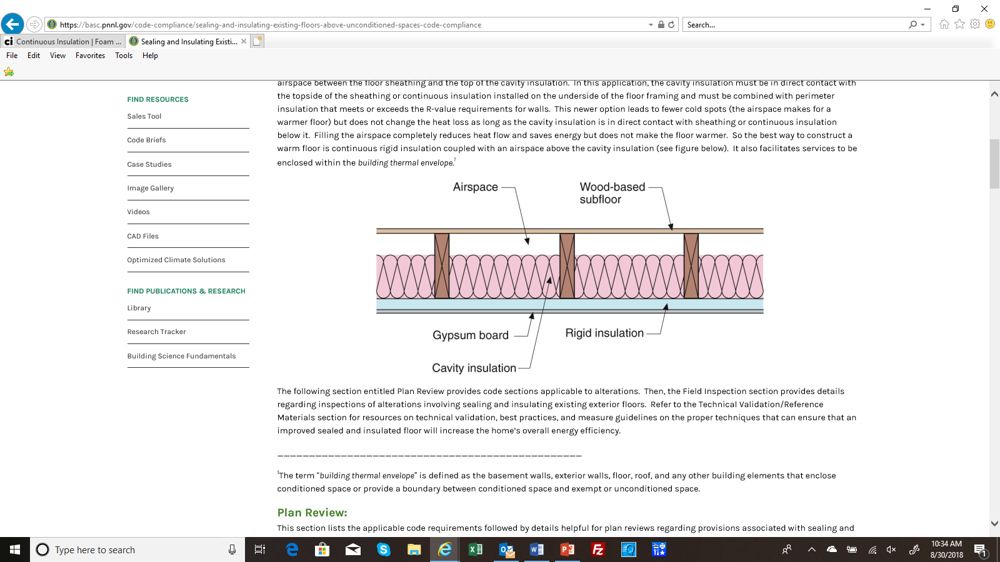 https://basc.pnnl.gov/code-compliance/sealing-and-insulating-existing-floors-above-unconditioned-spaces-code-compliance
Search...
ci Continuous Insulation | Foam ...
Sealing and Insulating Existi...
File Edit View Favorites Tools Help
FIND RESOURCES
Sales Tool
Code Briefs
Case Studies
Image Gallery
Videos
CAD Files
Optimized Climate Solutions
FIND PUBLICATIONS & RESEARCH
Library
Research Tracker
Building Science Fundamentals
airspace between the floor sheathing and the top of the cavity insulation. In this application, the cavity insulation must be in direct contact with
the topside of the sheathing or continuous insulation installed on the underside of the floor framing and must be combined with perimeter
insulation that meets or exceeds the R-value requirements for walls. This newer option leads to fewer cold spots (the airspace makes for a
warmer floor) but does not change the heat loss as long as the cavity insulation is in direct contact with sheathing or continuous insulation
below it. Filling the airspace completely reduces heat flow and saves energy but does not make the floor warmer. So the best way to construct a
warm floor is continuous rigid insulation coupled with an airspace above the cavity insulation (see figure below). It also facilitates services to be
enclosed within the building thermal envelope.1
Airspace
Wood-based
subfloor
Gypsum board
Rigid insulation
Cavity insulation
The following section entitled Plan Review provides code sections applicable to alterations. Then, the Field Inspection section provides details
regarding inspections of alterations involving sealing and insulating existing exterior floors. Refer to the Technical Validation/Reference
Materials section for resources on technical validation, best practices, and measure guidelines on the proper techniques that can ensure that an
improved sealed and insulated floor will increase the home's overall energy efficiency.
________________________________________________
1The term "building thermal envelope" is defined as the basement walls, exterior walls, floor, roof, and any other building elements that enclose
conditioned space or provide a boundary between conditioned space and exempt or unconditioned space.
Plan Review:
This section lists the applicable code requirements followed by details helpful for plan reviews regarding provisions associated with sealing and
Type here to search
10:34 AM
8/30/2018
1